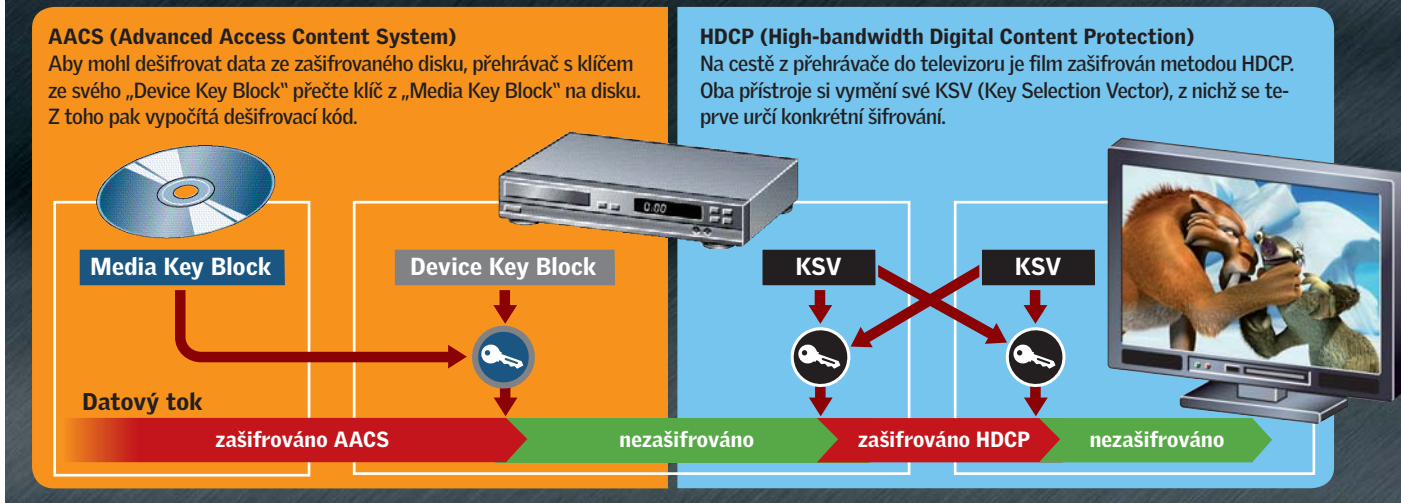 AACS (Advanced Access Content System)
Aby mohl dešifrovat data ze zašifrovaného disku, přehrávač s klíčem
ze svého „Device Key Block“ přečte klíč z „Media Key Block“ na disku.
Z toho pak vypočítá dešifrovací kód.
HDCP (High-bandwidth Digital Content Protection)
Na cestě z přehrávače do televizoru je film zašifrován metodou HDCP.
Oba přístroje si vymění své KSV (Key Selection Vector), z nichž se te-
prve určí konkrétní šifrování.
0:00
Media Key Block
Device Key Block
KSV
KSV
Datový tok
zašifrováno AACS
nezašifrováno
zašifrováno HDCP
nezašifrováno